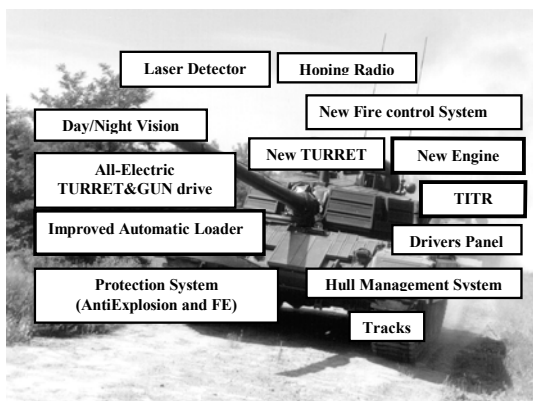 Laser Detector
Hoping Radio
New Fire control System
Day/Night Vision
New TURRET
New Engine
All-Electric
TURRET&GUN drive
TITR
Improved Automatic Loader
Drivers Panel
Protection System
(AntiExplosion and FE)
Hull Management System
Tracks